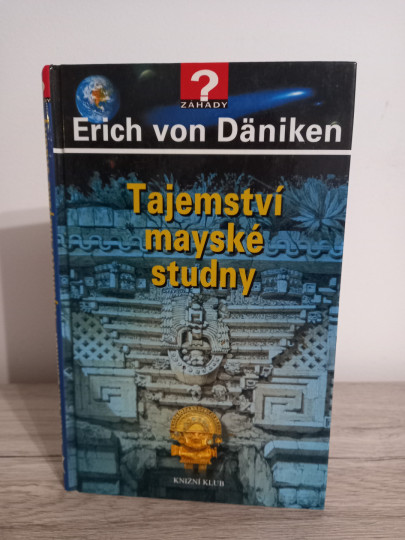 ?
ZÁHADY
Erich von Däniken
Tajemství
mayské
studny
KNIŽNÍ KLUB